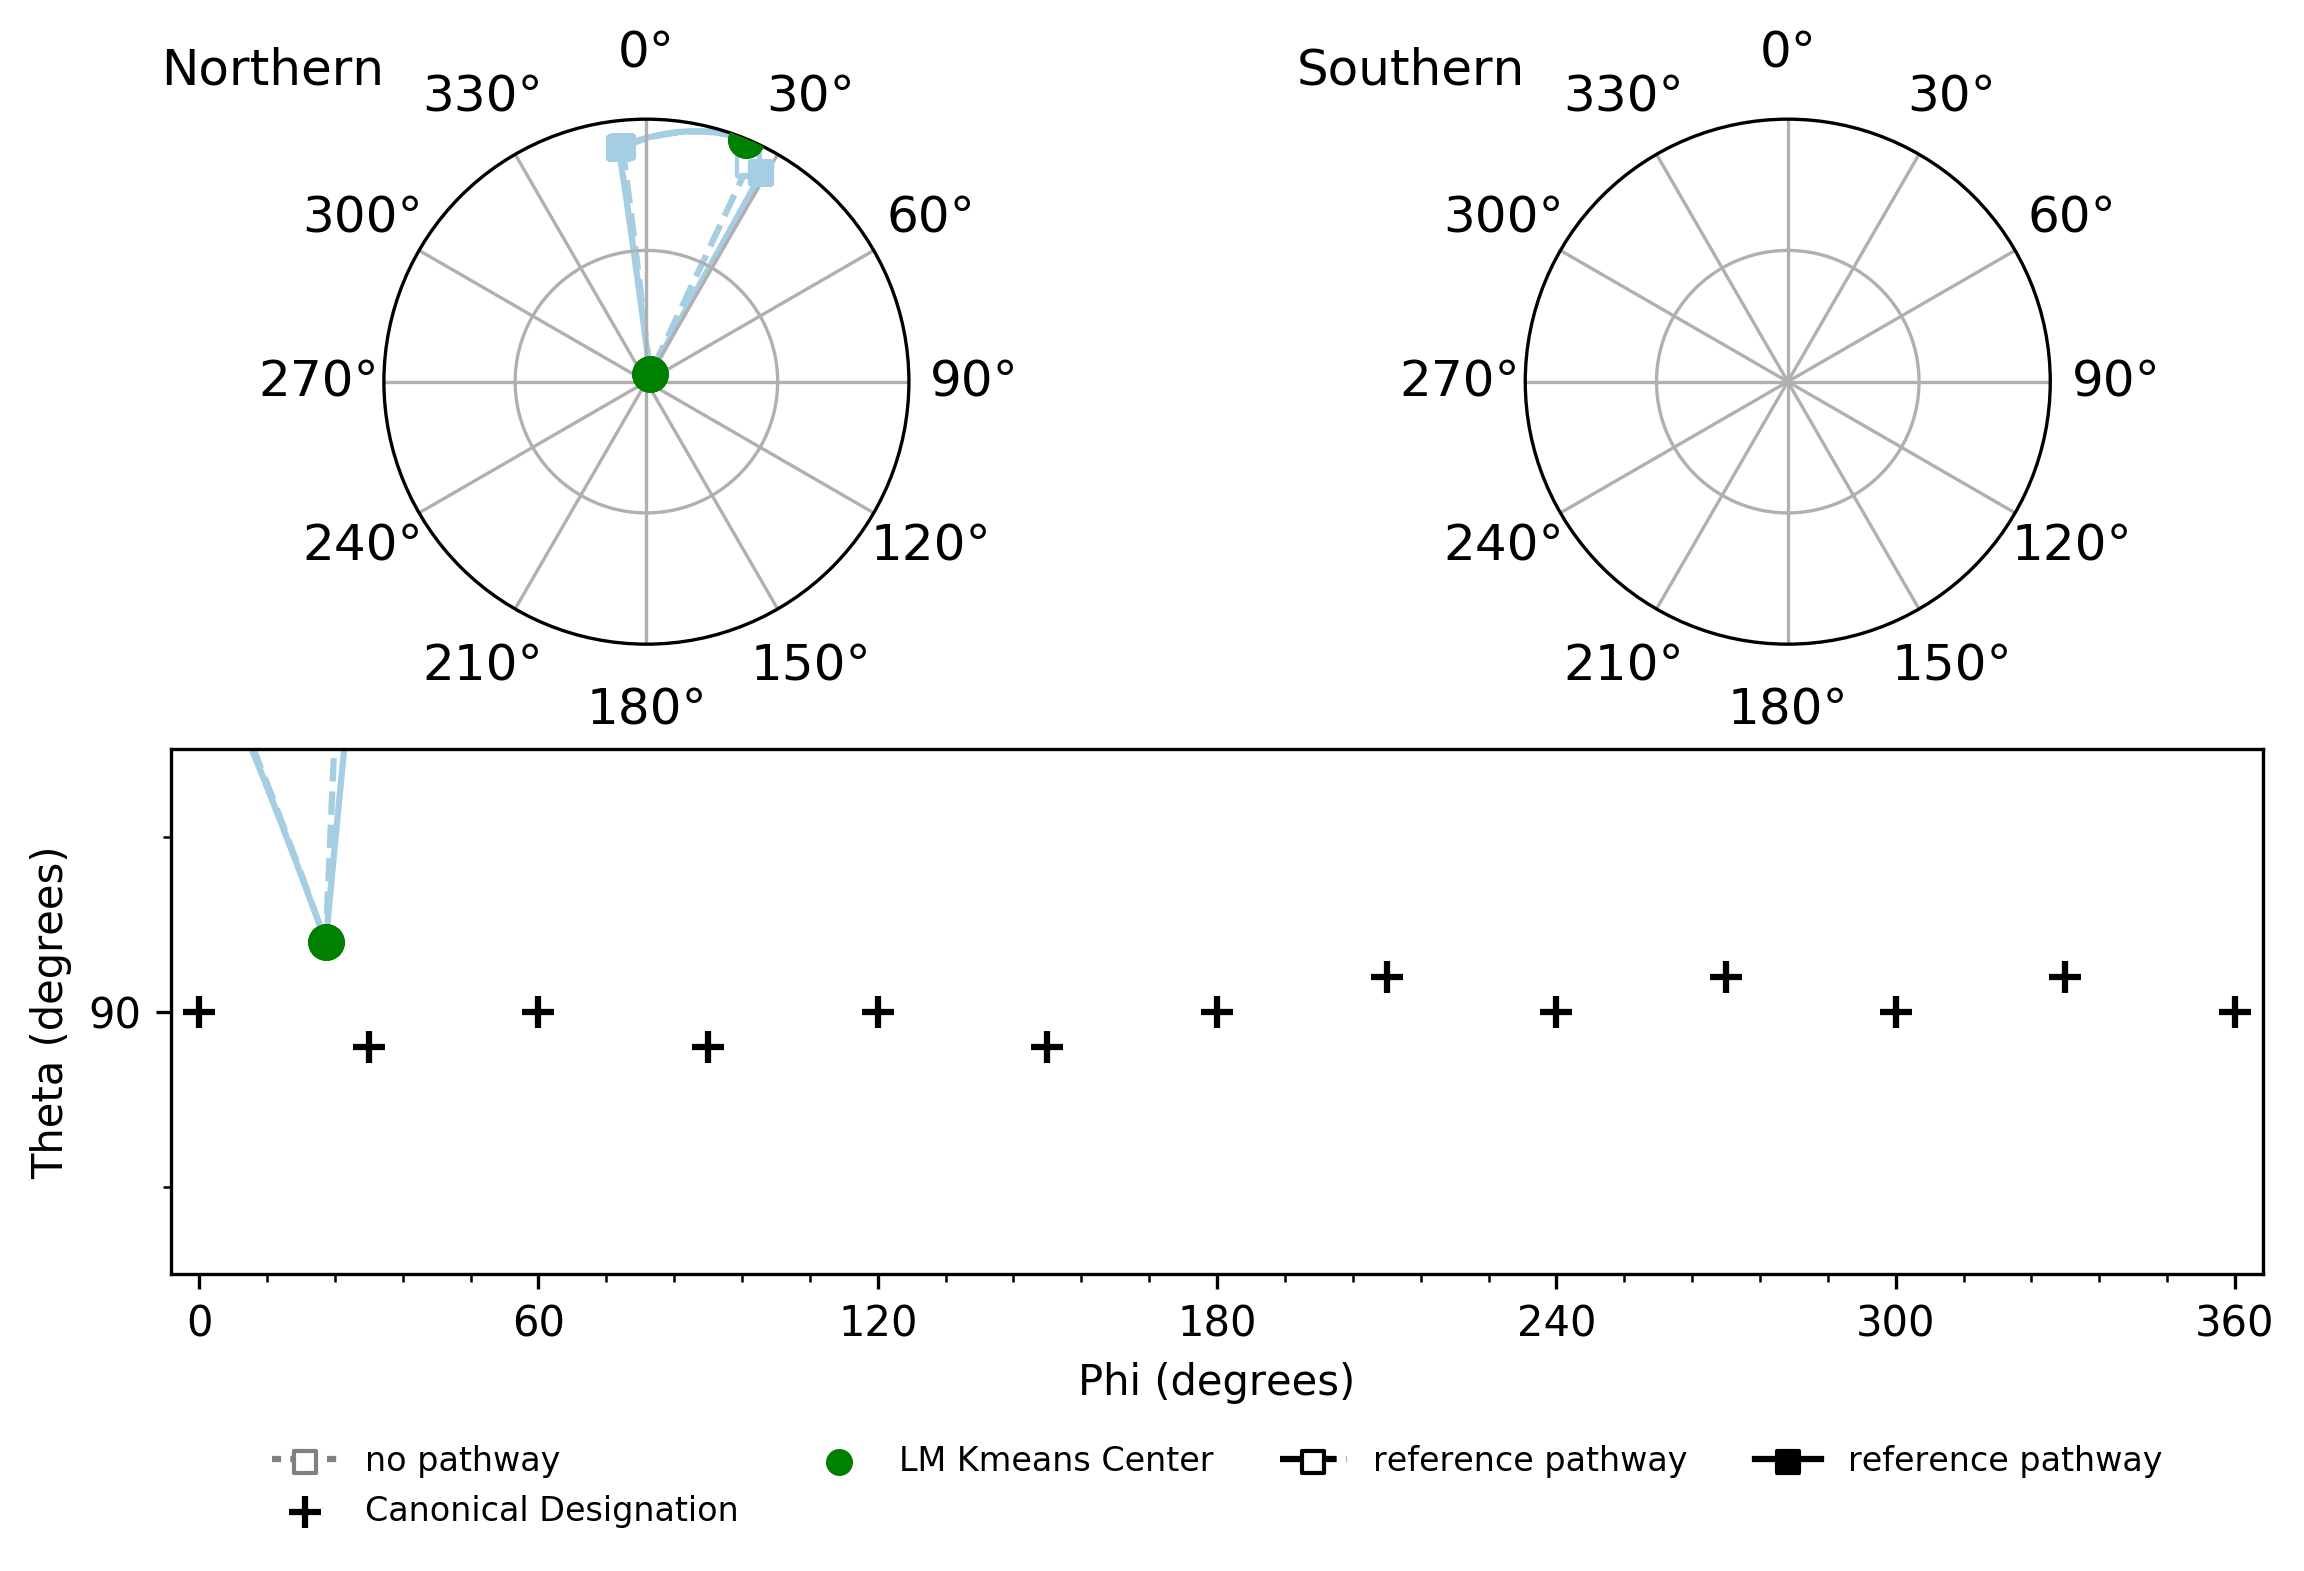 Northern
0°
330°
30°
300°
60°
270°
90°
240°
120°
210°
150°
180°
Southern
0°
330°
30°
300°
60°
270°
90°
240°
120°
210°
150°
180°
Theta (degrees)
90
0 60 120 180 240 300 360
Phi (degrees)
no pathway
Canonical Designation
LM Kmeans Center
reference pathway
reference pathway